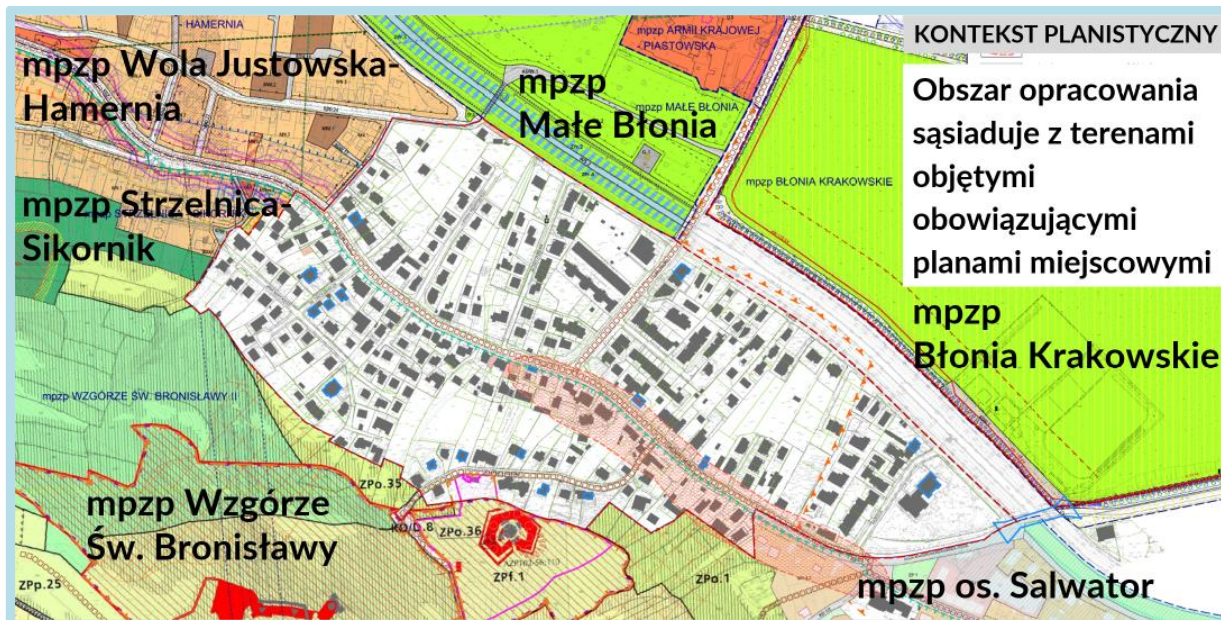 - HAMERNIA
mpzp Wola Justowska-
Hamernia
mpzp Strzelnica-
Sikornik
mpzp ARMII KRAJOWEJ
- PIASTOWSKA
mpzp
Małe Błonia
mpzp MAŁE BŁONIA
mpzp BŁONIA KRAKOWSKIE
KONTEKST PLANISTYCZNY
Obszar opracowania
sąsiaduje z terenami
objętymi
obowiązującymi
planami miejscowymi
mpzp
Błonia Krakowskie
mpzp WZGÓRZE ŚW. BRONISŁAWY II
mpzp Wzgórze
Św. Bronisławy
ZPo.35
KD/D.8
ZPo.36
ZPf.1
ZPo.1
ZPp.25
mpzp os. Salwator